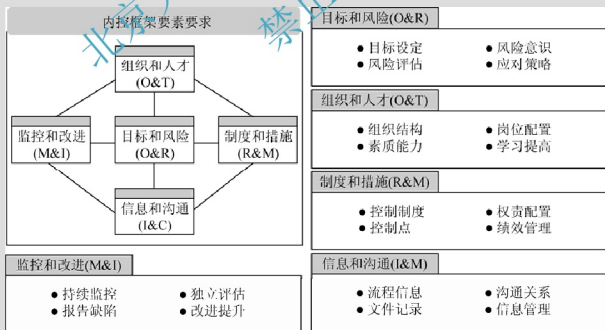 内控框架要素要求
组织和人才
(O&T)
监控和改进
(M&I)
目标和风险
(O&R)
制度和措施
(R&M)
信息和沟通
(I&C)
目标和风险(O&R)
● 目标设定 ● 风险意识
● 风险评估 ● 应对策略
组织和人才(O&T)
● 组织结构 ● 岗位配置
● 素质能力 ● 学习提高
制度和措施(R&M)
● 控制制度 ● 权责配置
● 控制点 ● 绩效管理
监控和改进(M&I)
● 持续监控 ● 独立评估
● 报告缺陷 ● 改进提升
信息和沟通(I&M)
● 流程信息 ● 沟通关系
● 文件记录 ● 信息管理
北京
禁止